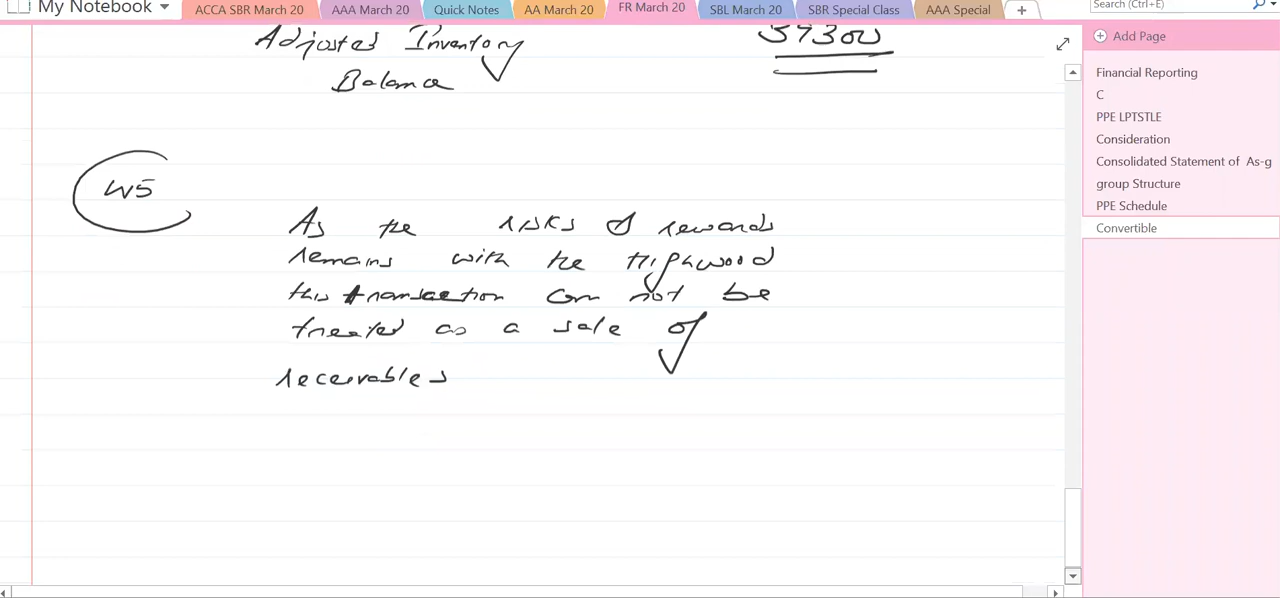 My Notebook
ACCA SBR March 20
AAA March 20
Quick Notes
AA March 20
FR March 20
SBL March 20
SBR Special Class
AAA Special
Search (Ctrl+E)
Add Page
Financial Reporting
C
PPE LPTSTLE
Consideration
Consolidated Statement of As-g
group Structure
PPE Schedule
Convertible
Adjusted Inventory
Balance
W5
As the risks & rewards
remains with the Highwood
this transaction can not be
treated as a sale of
receivables